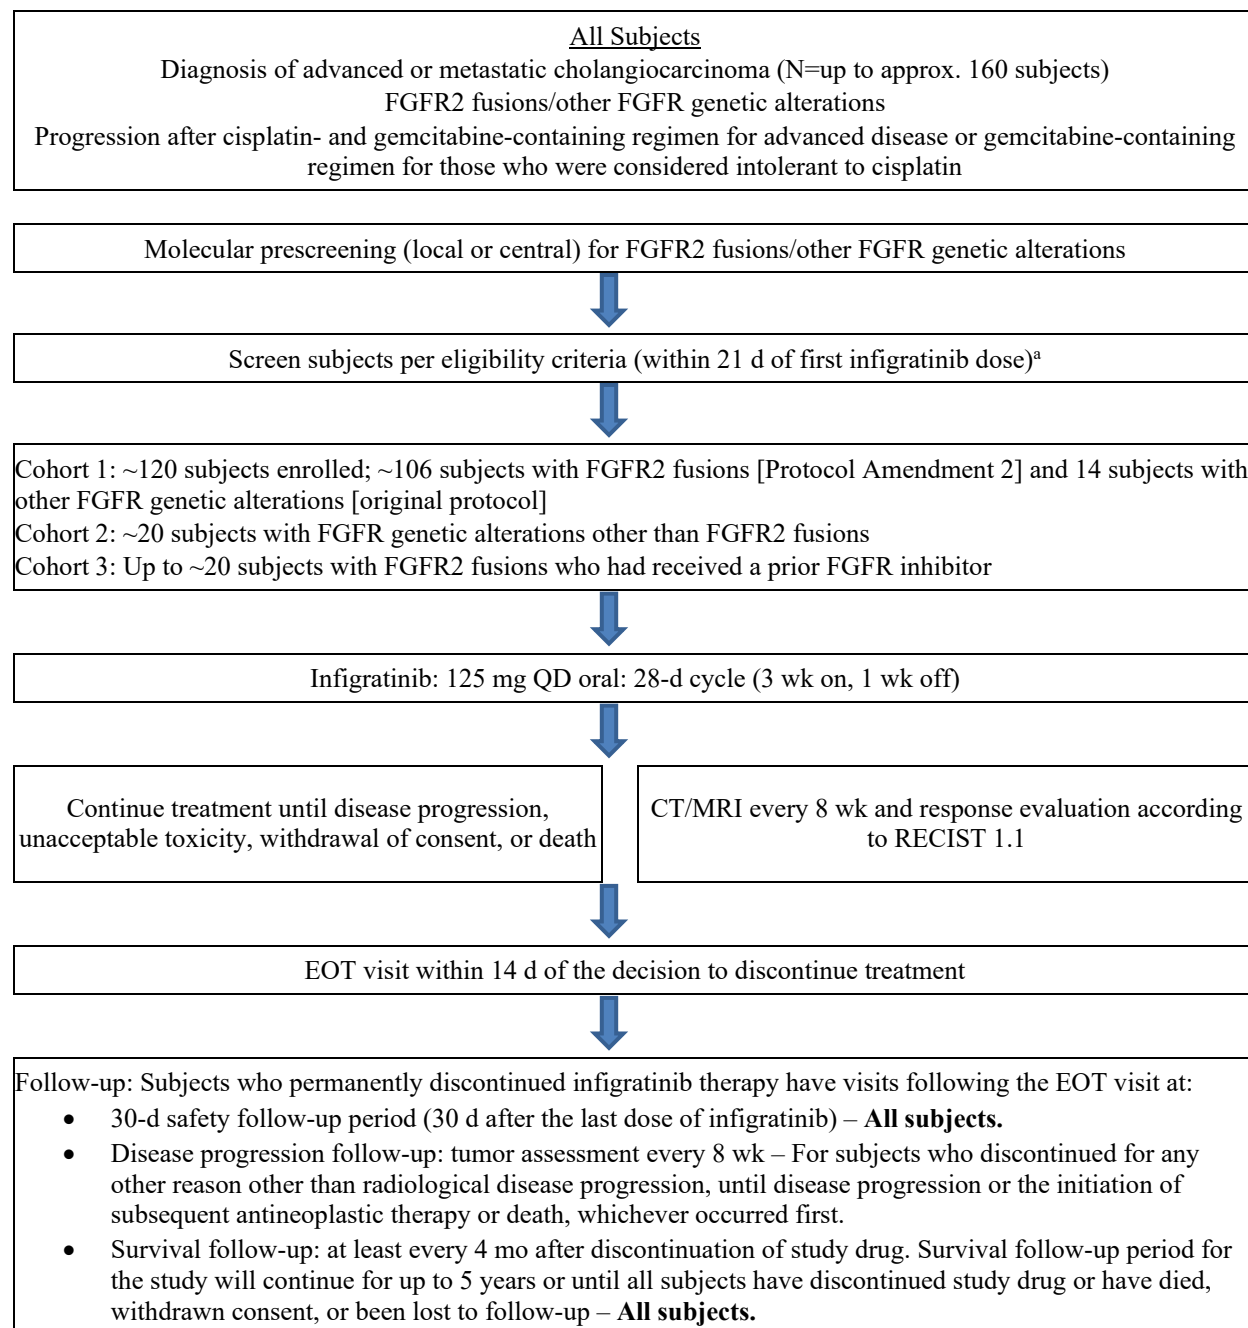 All Subjects
Diagnosis of advanced or metastatic cholangiocarcinoma (N=up to approx. 160 subjects)
FGFR2 fusions/other FGFR genetic alterations
Progression after cisplatin- and gemcitabine-containing regimen for advanced disease or gemcitabine-containing
regimen for those who were considered intolerant to cisplatin
Molecular prescreening (local or central) for FGFR2 fusions/other FGFR genetic alterations
Screen subjects per eligibility criteria (within 21 d of first infigratinib dose)ᵃ
Cohort 1: ~120 subjects enrolled; ~106 subjects with FGFR2 fusions [Protocol Amendment 2] and 14 subjects with
other FGFR genetic alterations [original protocol]
Cohort 2: ~20 subjects with FGFR genetic alterations other than FGFR2 fusions
Cohort 3: Up to ~20 subjects with FGFR2 fusions who had received a prior FGFR inhibitor
Infigratinib: 125 mg QD oral: 28-d cycle (3 wk on, 1 wk off)
Continue treatment until disease progression,
unacceptable toxicity, withdrawal of consent, or death
CT/MRI every 8 wk and response evaluation according
to RECIST 1.1
EOT visit within 14 d of the decision to discontinue treatment
Follow-up: Subjects who permanently discontinued infigratinib therapy have visits following the EOT visit at:
• 30-d safety follow-up period (30 d after the last dose of infigratinib) – All subjects.
• Disease progression follow-up: tumor assessment every 8 wk – For subjects who discontinued for any
other reason other than radiological disease progression, until disease progression or the initiation of
subsequent antineoplastic therapy or death, whichever occurred first.
• Survival follow-up: at least every 4 mo after discontinuation of study drug. Survival follow-up period for
the study will continue for up to 5 years or until all subjects have discontinued study drug or have died,
withdrawn consent, or been lost to follow-up – All subjects.